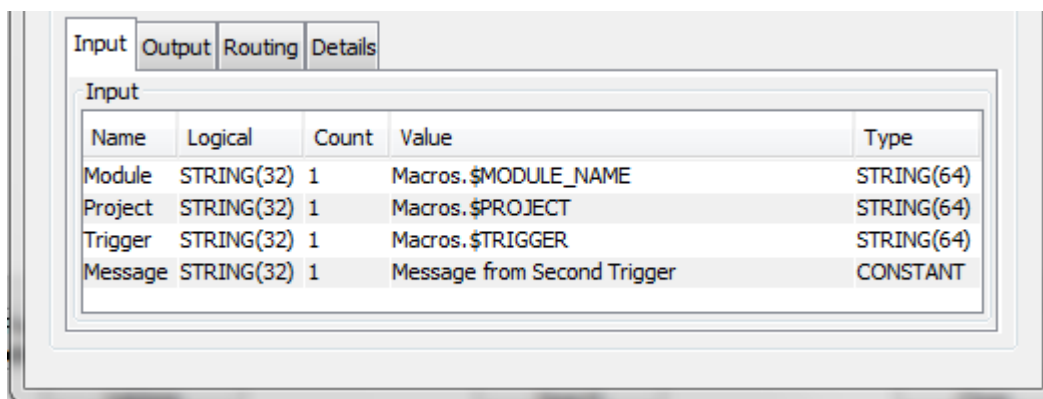 Input Output Routing Details
Input
Name Logical Count Value Type
Module STRING(32) 1 Macros.$MODULE_NAME STRING(64)
Project STRING(32) 1 Macros.$PROJECT STRING(64)
Trigger STRING(32) 1 Macros.$TRIGGER STRING(64)
Message STRING(32) 1 Message from Second Trigger CONSTANT